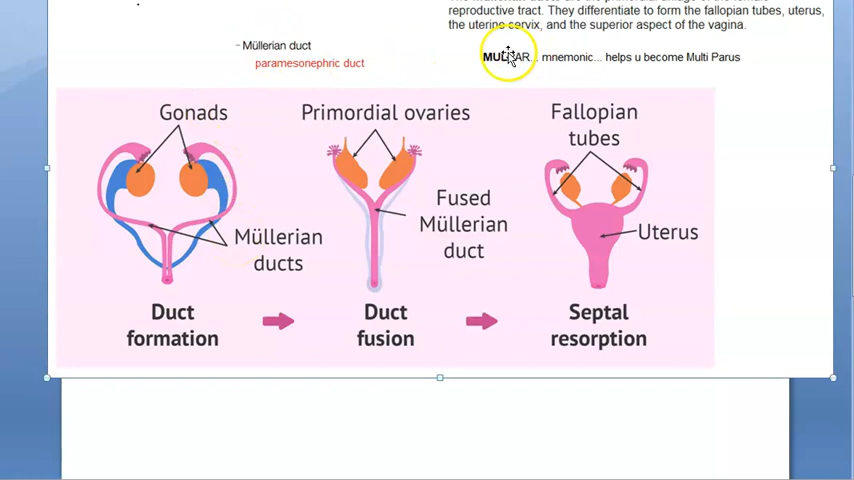 reproductive tract. They differentiate to form the fallopian tubes, uterus,
the uterine cervix, and the superior aspect of the vagina.
- Müllerian duct
paramesonephric duct
mnemonic... helps u become Multi Parus
Gonads
Primordial ovaries
Fallopian
tubes
Müllerian
ducts
Fused
Müllerian
duct
Uterus
Duct
formation
Duct
fusion
Septal
resorption